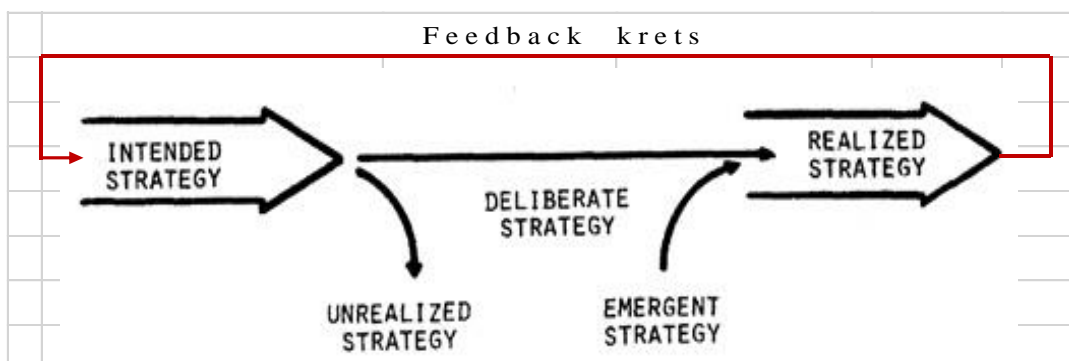 Feedback krets
INTENDED
STRATEGY
REALIZED
STRATEGY
DELIBERATE
STRATEGY
UNREALIZED
STRATEGY
EMERGENT
STRATEGY